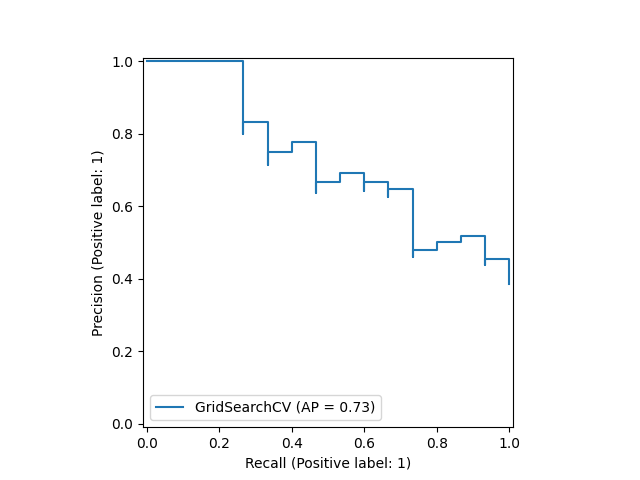 1.0
0.8
0.6
0.4
0.2
0.0
Precision (Positive label: 1)
GridSearchCV (AP = 0.73)
0.0 0.2 0.4 0.6 0.8 1.0
Recall (Positive label: 1)